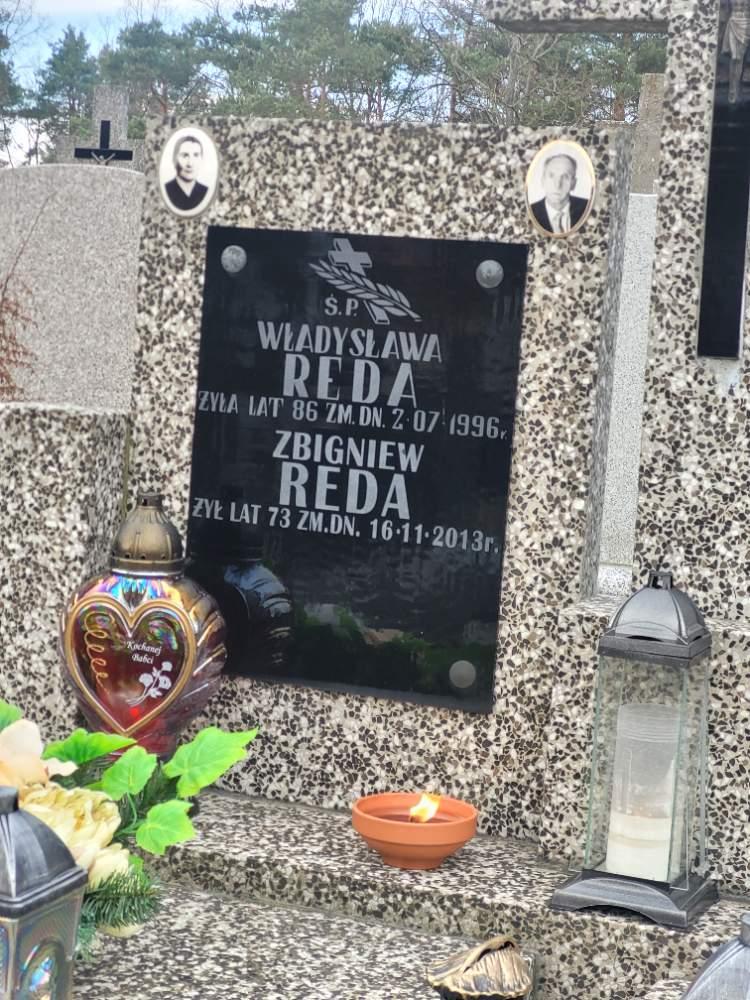 Ś.P.
WŁADYSŁAWA
REDA
ŻYŁA LAT 86 ZM.DN. 2·07·1996r.
ZBIGNIEW
REDA
ŻYŁ LAT 73 ZM.DN. 16·11·2013r.
Kochanej
Babci